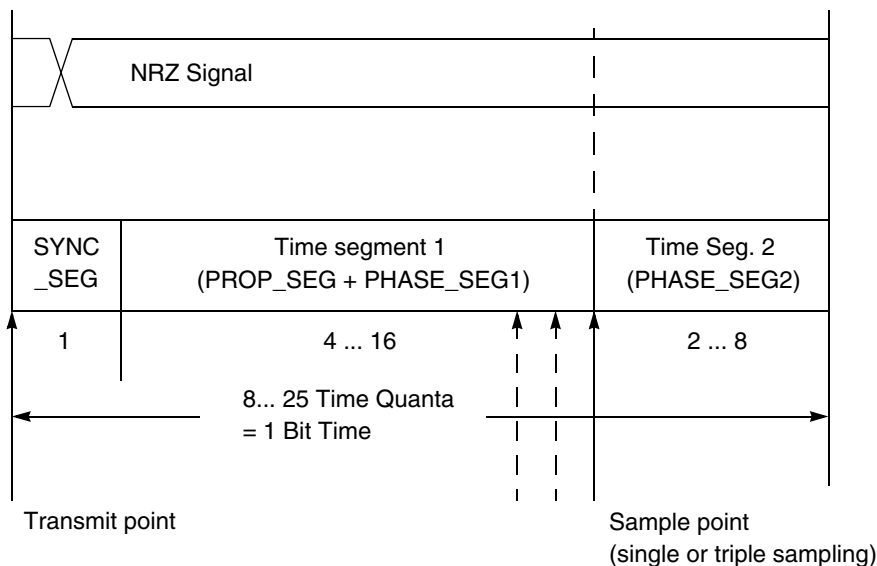 NRZ Signal
SYNC
_SEG
Time segment 1
(PROP_SEG + PHASE_SEG1)
Time Seg. 2
(PHASE_SEG2)
1
4 ... 16
2 ... 8
8... 25 Time Quanta
= 1 Bit Time
Transmit point
Sample point
(single or triple sampling)